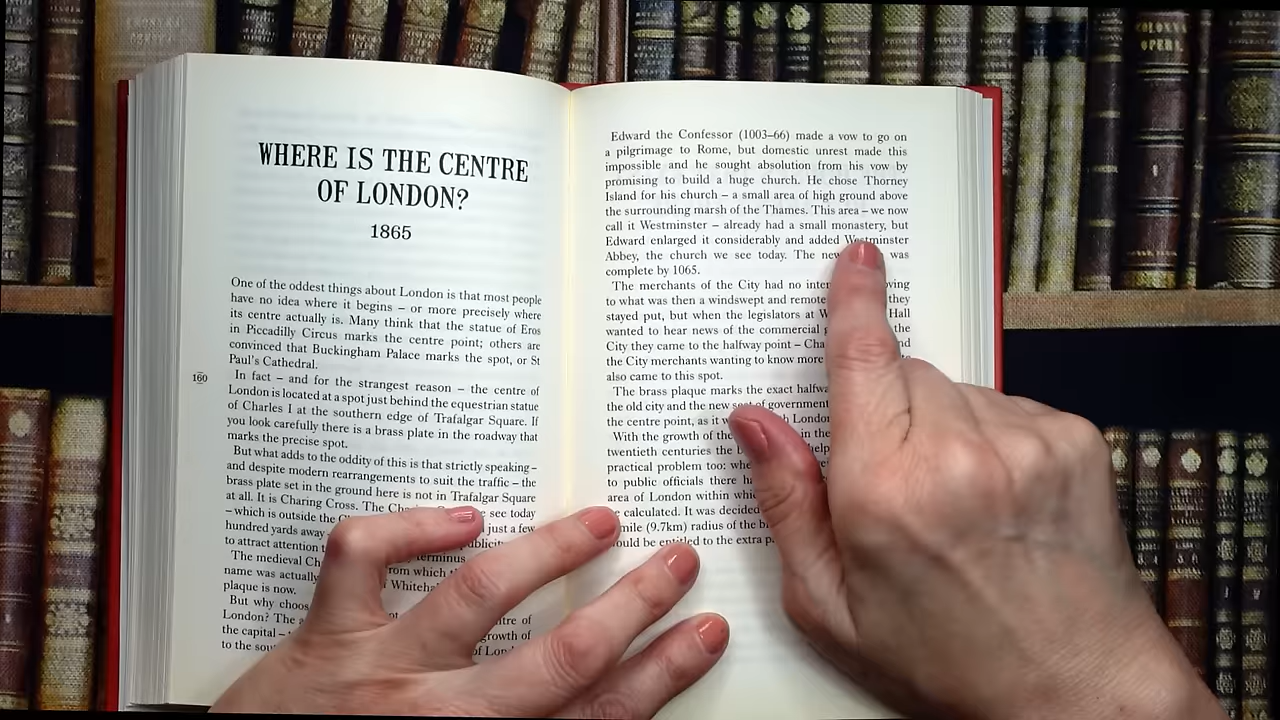 COLONNA
OPERA.
WHERE IS THE CENTRE
OF LONDON?
1865
One of the oddest things about London is that most people
have no idea where it begins – or more precisely where
its centre actually is. Many think that the statue of Eros
in Piccadilly Circus marks the centre point; others are
convinced that Buckingham Palace marks the spot, or St
Paul's Cathedral.
160
In fact – and for the strangest reason – the centre of
London is located at a spot just behind the equestrian statue
of Charles I at the southern edge of Trafalgar Square. If
you look carefully there is a brass plate in the roadway that
marks the precise spot.
But what adds to the oddity of this is that strictly speaking –
and despite modern rearrangements to suit the traffic – the
brass plate set in the ground here is not in Trafalgar Square
at all. It is Charing Cross. The see today
– which is outside the just a few
hundred yards away
to attract attention terminus
The medieval from which
name was actually
plaque is now.
But why choos
London? The
the capital – growth of
to the of
Edward the Confessor (1003–66) made a vow to go on
a pilgrimage to Rome, but domestic unrest made this
impossible and he sought absolution from his vow by
promising to build a huge church. He chose Thorney
Island for his church – a small area of high ground above
the surrounding marsh of the Thames. This area – we now
call it Westminster – already had a small monastery, but
Edward enlarged it considerably and added Westminster
Abbey, the church we see today. The new was
complete by 1065.
The merchants of the City had no
to what was then a windswept and remote they
stayed put, but when the legislators at Hall
wanted to hear news of the commercial the
City they came to the halfway point –
the City merchants wanting to know more
also came to this spot.
The brass plaque marks the exact
the old city and the new seat of government
the centre point, as it
With the growth of the in the
twentieth centuries the
practical problem too:
to public officials there
area of London within
calculated. It was decided
mile (9.7km) radius of the
would be entitled to the extra